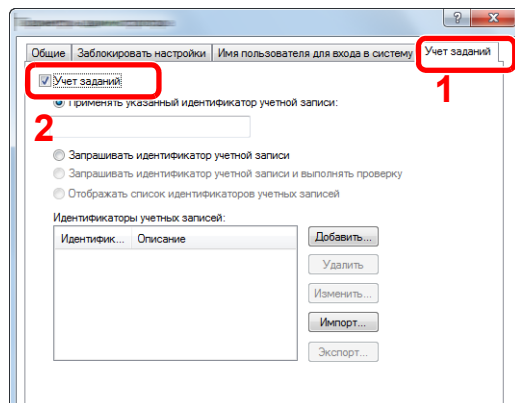 Общие Заблокировать настройки Имя пользователя для входа в систему Учет заданий
1
Учет заданий
2
Применять указанный идентификатор учетной записи:
Запрашивать идентификатор учетной записи
Запрашивать идентификатор учетной записи и выполнять проверку
Отображать список идентификаторов учетных записей
Идентификаторы учетных записей:
Идентифик... Описание
Добавить...
Удалить
Изменить...
Импорт...
Экспорт...